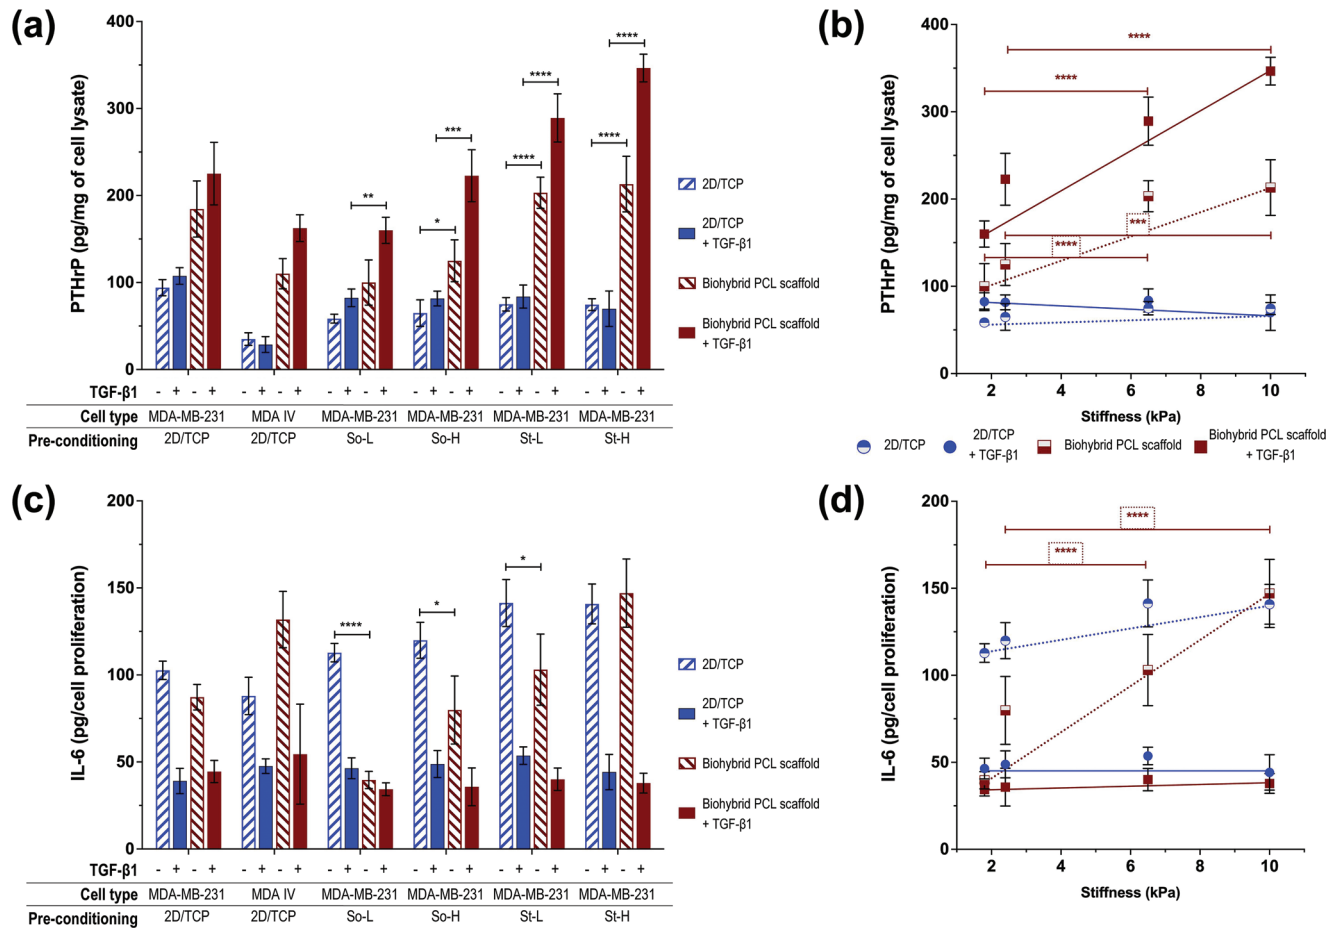 (a)
PTHrP (pg/mg of cell lysate)
400
300
200
100
0
**
*
***
****
****
****
****
2D/TCP
2D/TCP
+ TGF-β1
Biohybrid PCL scaffold
Biohybrid PCL scaffold
+ TGF-β1
TGF-β1 - + - + - + - + - + - +
Cell type MDA-MB-231 MDA IV MDA-MB-231 MDA-MB-231 MDA-MB-231 MDA-MB-231
Pre-conditioning 2D/TCP 2D/TCP So-L So-H St-L St-H
- + - + - + - + - + - +
(b)
PTHrP (pg/mg of cell lysate)
400
300
200
100
0
****
****
***
****
2 4 6 8 10
Stiffness (kPa)
2D/TCP
2D/TCP
+ TGF-β1
Biohybrid PCL scaffold
Biohybrid PCL scaffold
+ TGF-β1
(c)
IL-6 (pg/cell proliferation)
200
150
100
50
0
****
*
*
2D/TCP
2D/TCP
+ TGF-β1
Biohybrid PCL scaffold
Biohybrid PCL scaffold
+ TGF-β1
TGF-β1 - + - + - + - + - + - + - + - + - + - + - + - +
Cell type MDA-MB-231 MDA IV MDA-MB-231 MDA-MB-231 MDA-MB-231 MDA-MB-231
Pre-conditioning 2D/TCP 2D/TCP So-L So-H St-L St-H
(d)
IL-6 (pg/cell proliferation)
200
150
100
50
0
****
****
2 4 6 8 10
Stiffness (kPa)